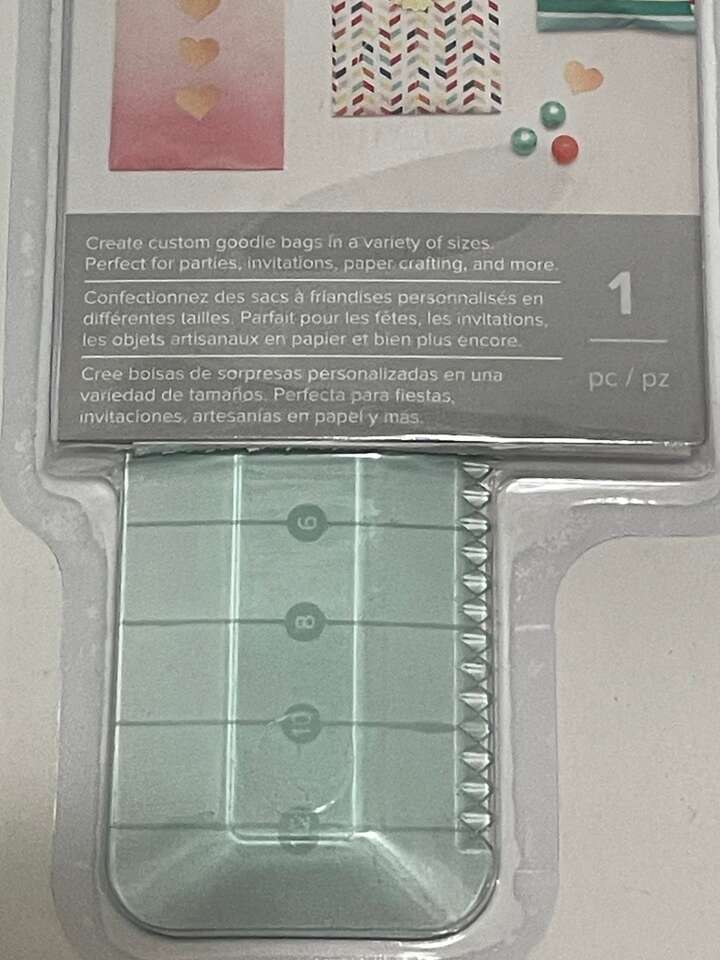 Create custom goodie bags in a variety of sizes.
Perfect for parties, invitations, paper crafting, and more.
Confectionnez des sacs à friandises personnalisés en
différentes tailles. Parfait pour les fêtes, les invitations,
les objets artisanaux en papier et bien plus encore.
Cree bolsas de sorpresas personalizadas en una
variedad de tamaños. Perfecta para fiestas,
invitaciones, artesanías en papel y más.
1
pc / pz
6
8
10
12